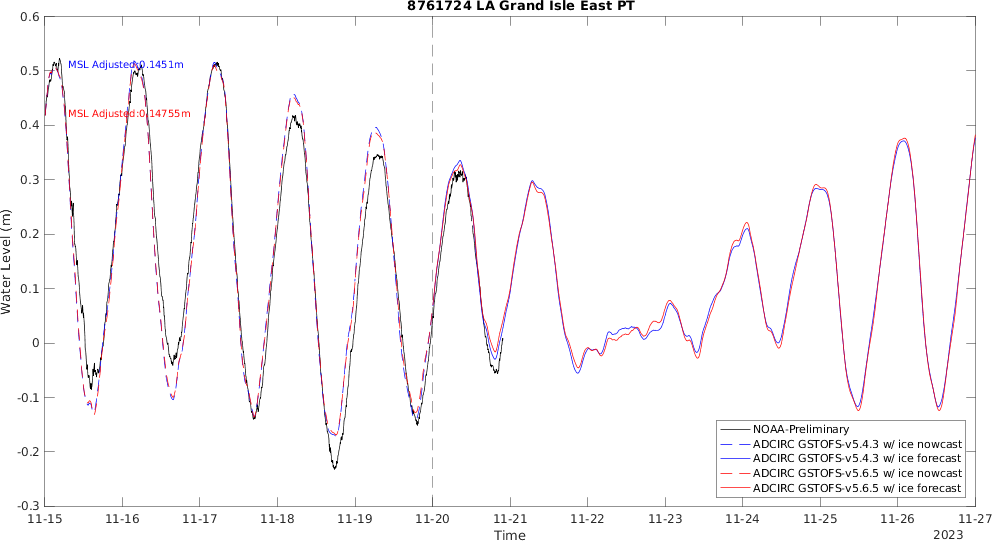 8761724 LA Grand Isle East PT
0.6
0.5
0.4
0.3
0.2
0.1
0
-0.1
-0.2
-0.3
Water Level (m)
MSL Adjusted:0.1451m
MSL Adjusted:0.14755m
NOAA-Preliminary
ADCIRC GSTOFS-v5.4.3 w/ ice nowcast
ADCIRC GSTOFS-v5.4.3 w/ ice forecast
ADCIRC GSTOFS-v5.6.5 w/ ice nowcast
ADCIRC GSTOFS-v5.6.5 w/ ice forecast
11-15 11-16 11-17 11-18 11-19 11-20 11-21 11-22 11-23 11-24 11-25 11-26 11-27
Time
2023